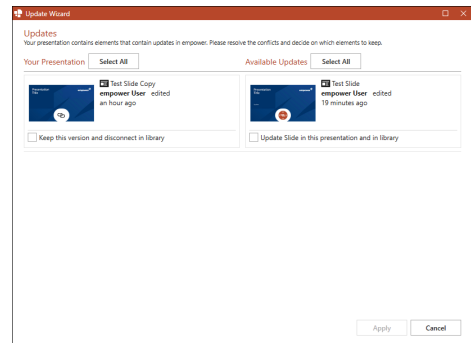 Update Wizard
Updates
Your presentation contains elements that contain updates in empower. Please resolve the conflicts and decide on which elements to keep.
Your Presentation Select All
Available Updates Select All
Test Slide Copy
empower User edited
an hour ago
Keep this version and disconnect in library
Test Slide
empower User edited
19 minutes ago
Update Slide in this presentation and in library
Apply Cancel